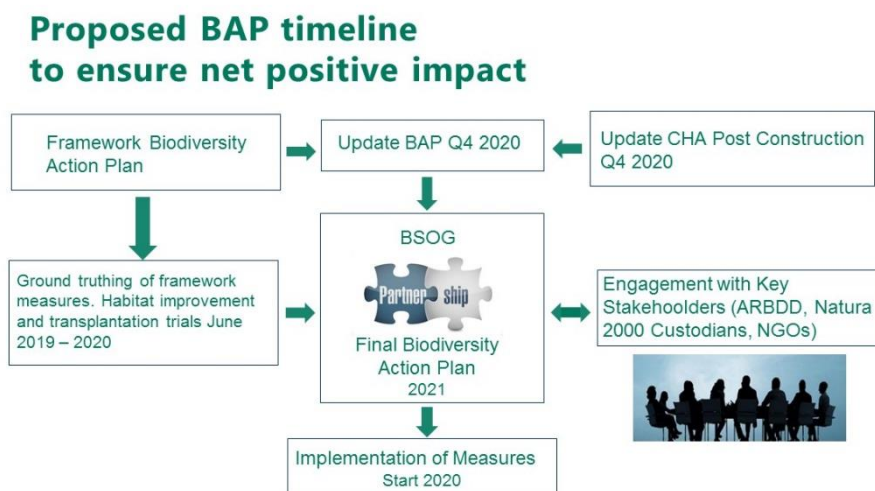 Proposed BAP timeline
to ensure net positive impact
Framework Biodiversity
Action Plan
Update BAP Q4 2020
Update CHA Post Construction
Q4 2020
Ground truthing of framework
measures. Habitat improvement
and transplantation trials June
2019 – 2020
BSOG
Partner ship
Final Biodiversity
Action Plan
2021
Engagement with Key
Stakehoolders (ARBDD, Natura
2000 Custodians, NGOs)
Implementation of Measures
Start 2020